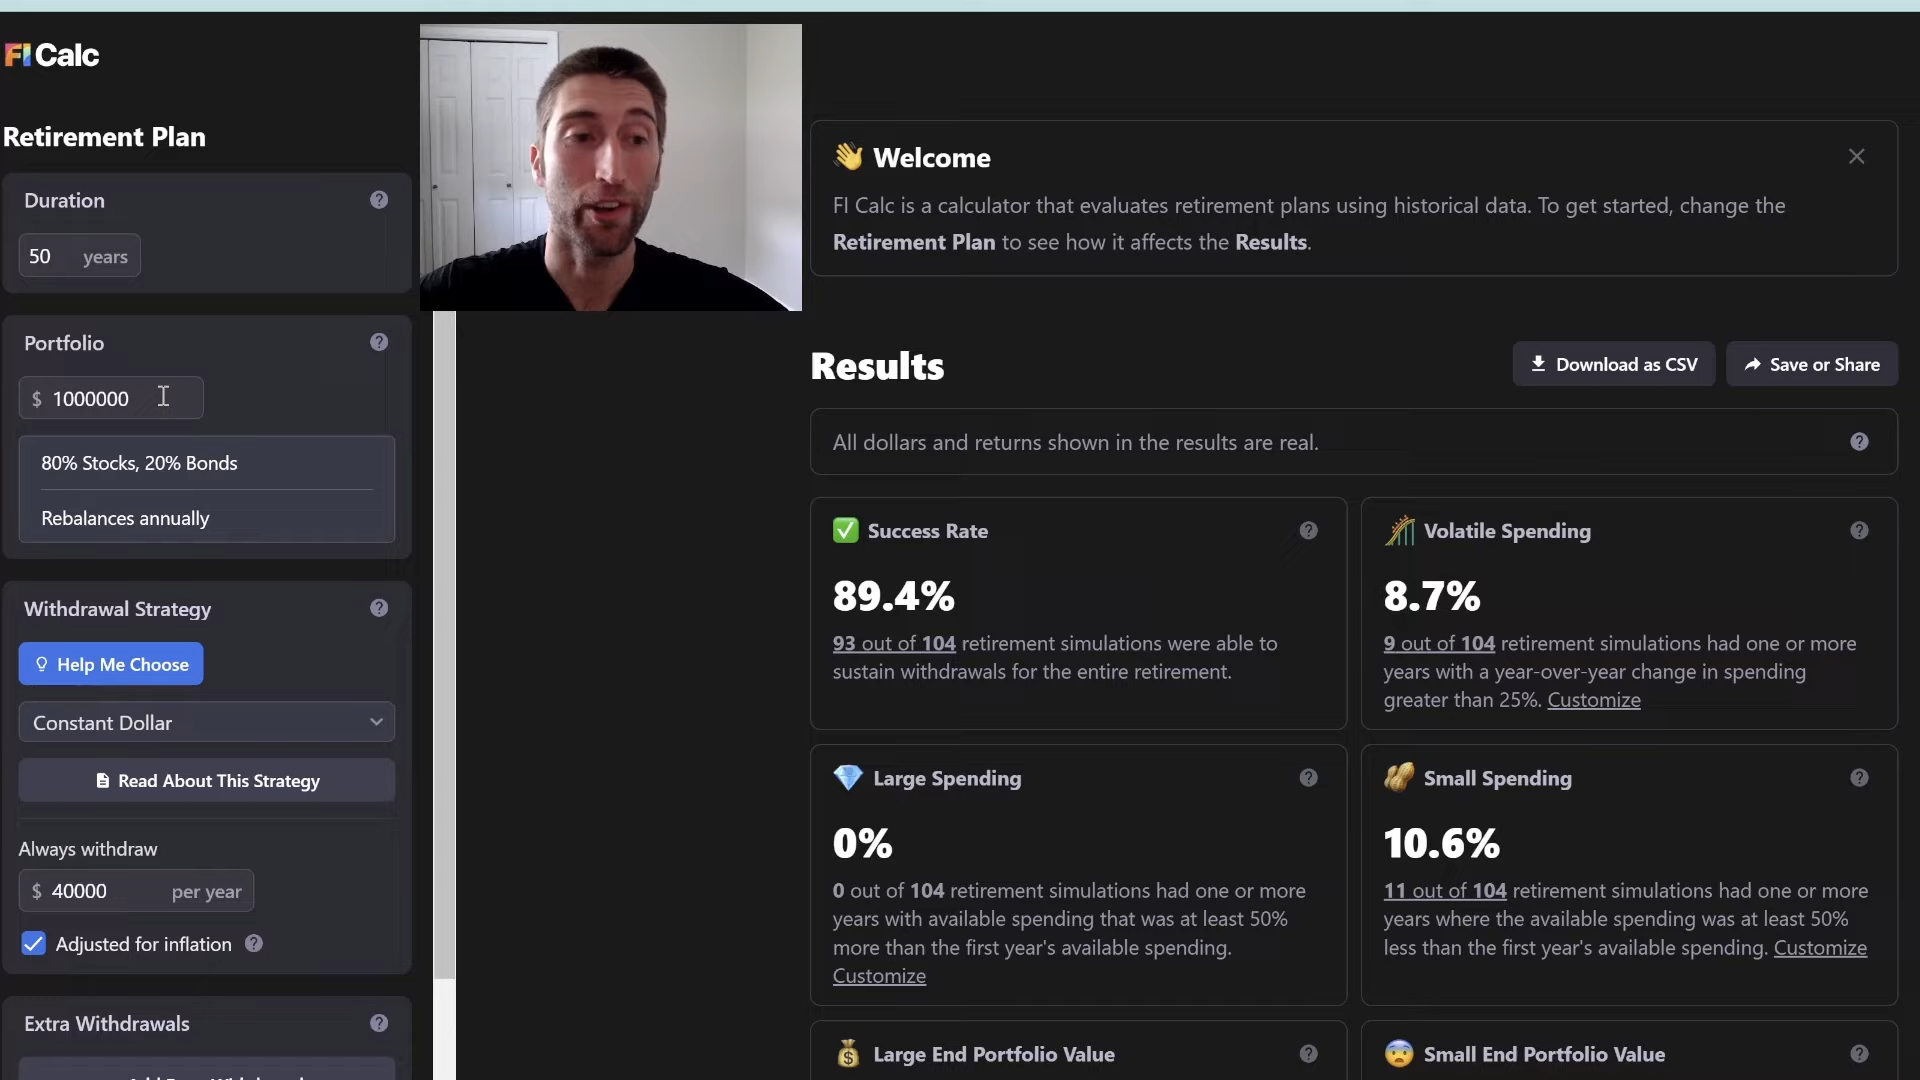 FI Calc
Retirement Plan
Duration
50 years
Portfolio
$ 1000000
80% Stocks, 20% Bonds
Rebalances annually
Withdrawal Strategy
Help Me Choose
Constant Dollar
Read About This Strategy
Always withdraw
$ 40000 per year
Adjusted for inflation
Extra Withdrawals
Welcome
FI Calc is a calculator that evaluates retirement plans using historical data. To get started, change the
Retirement Plan to see how it affects the Results.
Results
Download as CSV
Save or Share
All dollars and returns shown in the results are real.
Success Rate
89.4%
93 out of 104 retirement simulations were able to
sustain withdrawals for the entire retirement.
Volatile Spending
8.7%
9 out of 104 retirement simulations had one or more
years with a year-over-year change in spending
greater than 25%. Customize
Large Spending
0%
0 out of 104 retirement simulations had one or more
years with available spending that was at least 50%
more than the first year's available spending.
Customize
Small Spending
10.6%
11 out of 104 retirement simulations had one or more
years where the available spending was at least 50%
less than the first year's available spending. Customize
Large End Portfolio Value
Small End Portfolio Value